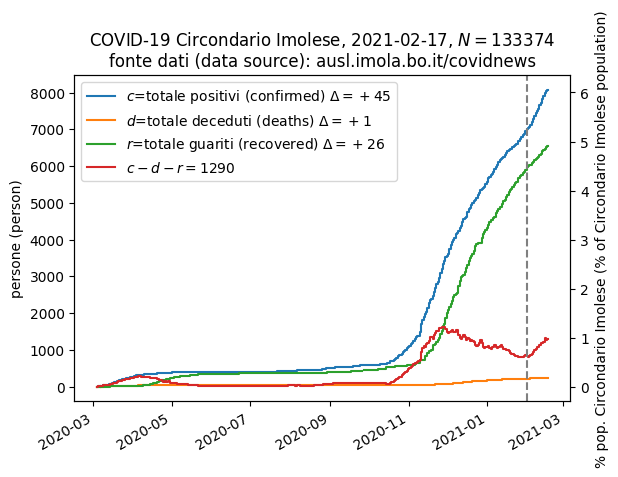 COVID-19 Circondario Imolese, 2021-02-17, N = 133374
fonte dati (data source): ausl.imola.bo.it/covidnews
c=totale positivi (confirmed) Δ = +45
d=totale deceduti (deaths) Δ = +1
r=totale guariti (recovered) Δ = +26
c − d − r = 1290
persone (person)
8000
7000
6000
5000
4000
3000
2000
1000
0
6
5
4
3
2
1
0
% pop. Circondario Imolese (% of Circondario Imolese population)
2020-03
2020-05
2020-07
2020-09
2020-11
2021-01
2021-03